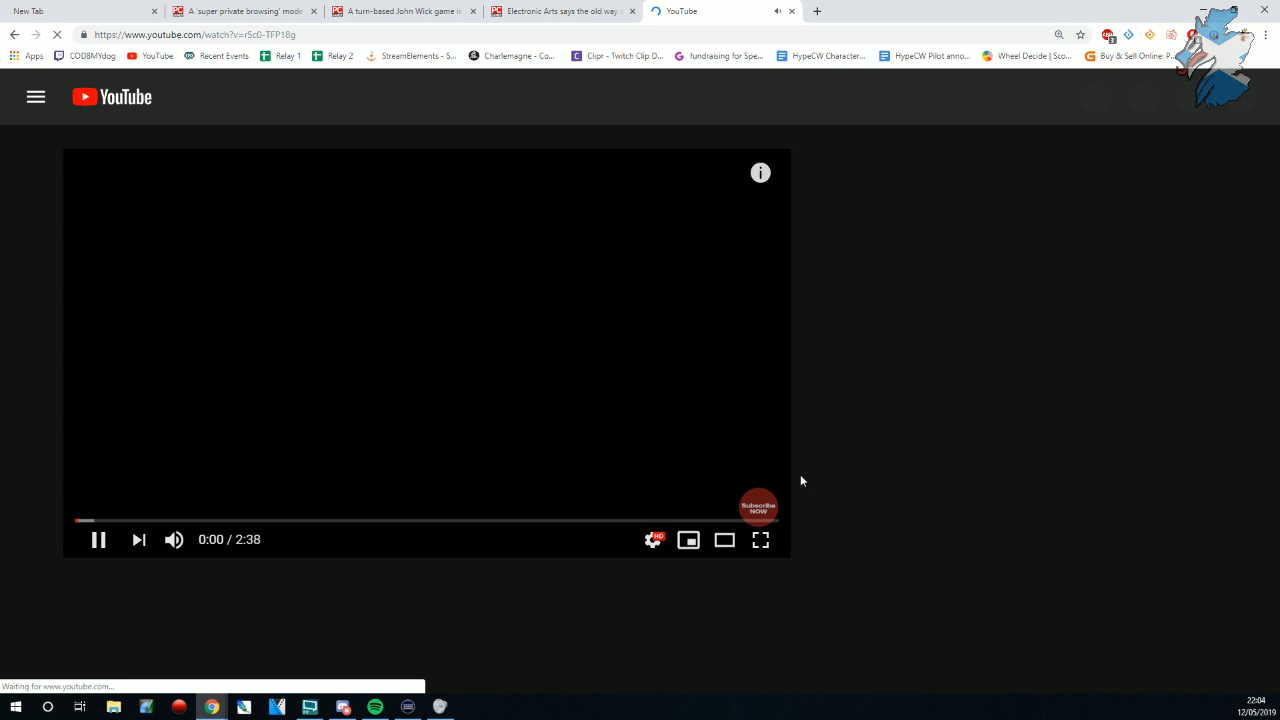 New Tab
A 'super private browsing' mode
A turn-based John Wick game is
Electronic Arts says the old way
YouTube
https://www.youtube.com/watch?v=rSc0-TFP18g
Apps
COD8MYdog
YouTube
Recent Events
Relay 1
Relay 2
StreamElements - S...
Charlemagne - Co...
Clipr - Twitch Clip D...
fundraising for Spe...
HypeCW Character...
HypeCW Pilot anno...
Wheel Decide | Sco...
Buy & Sell Online: P...
YouTube
Subscribe
NOW
0:00 / 2:38
HD
Waiting for www.youtube.com...
22:04
12/05/2019